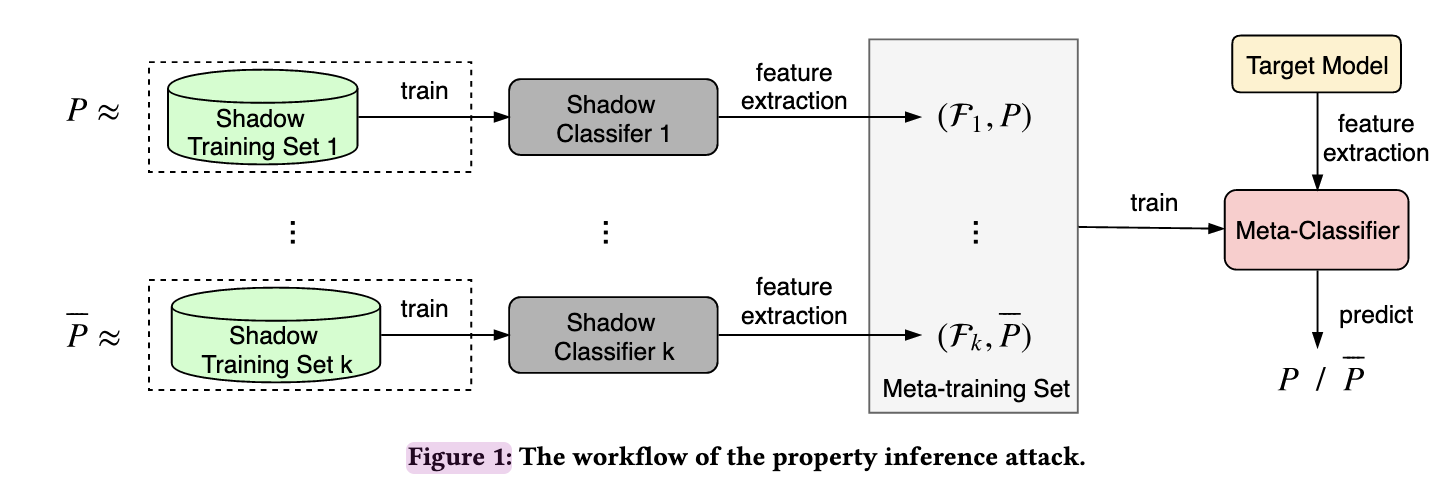 P ≈
Shadow
Training Set 1
train
Shadow
Classifer 1
feature
extraction
(ℱ₁, P)
Target Model
feature
extraction
⋮
⋮
⋮
train
Meta-Classifier
P̅ ≈
Shadow
Training Set k
train
Shadow
Classifier k
feature
extraction
(ℱₖ, P̅)
Meta-training Set
predict
P / P̅
Figure 1: The workflow of the property inference attack.